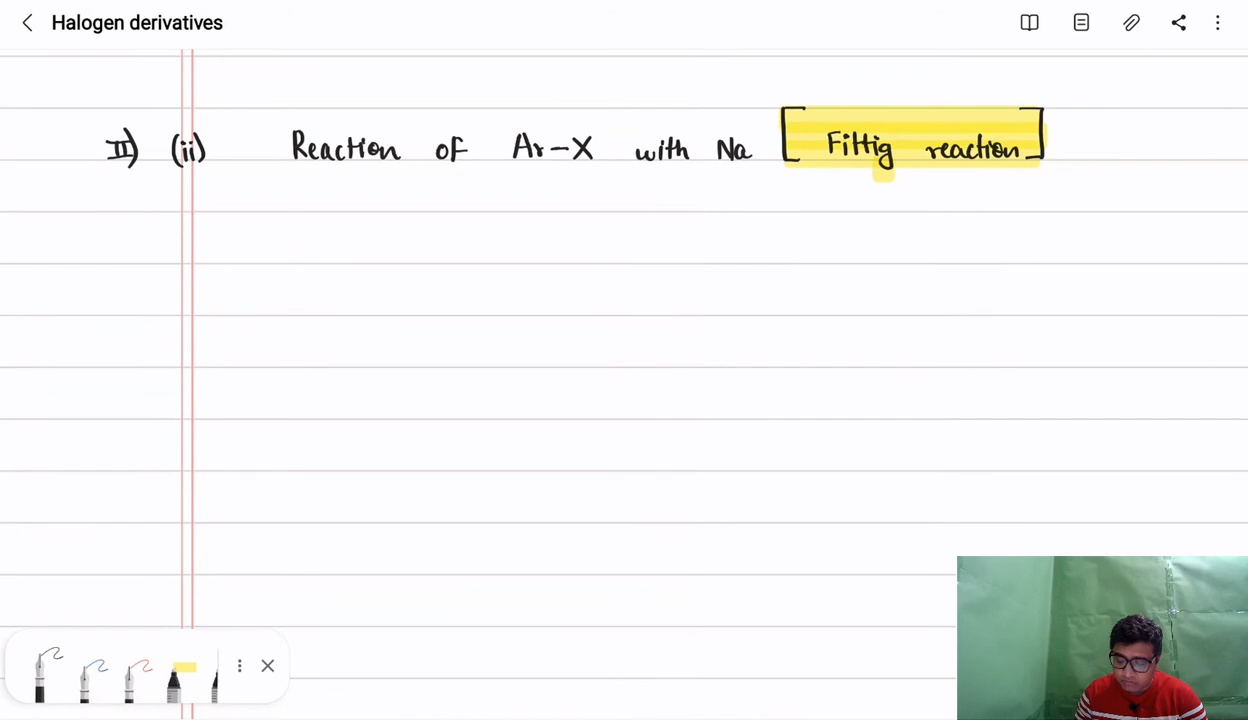 Halogen derivatives
II) (ii) Reaction of Ar-X with Na [Fittig reaction]